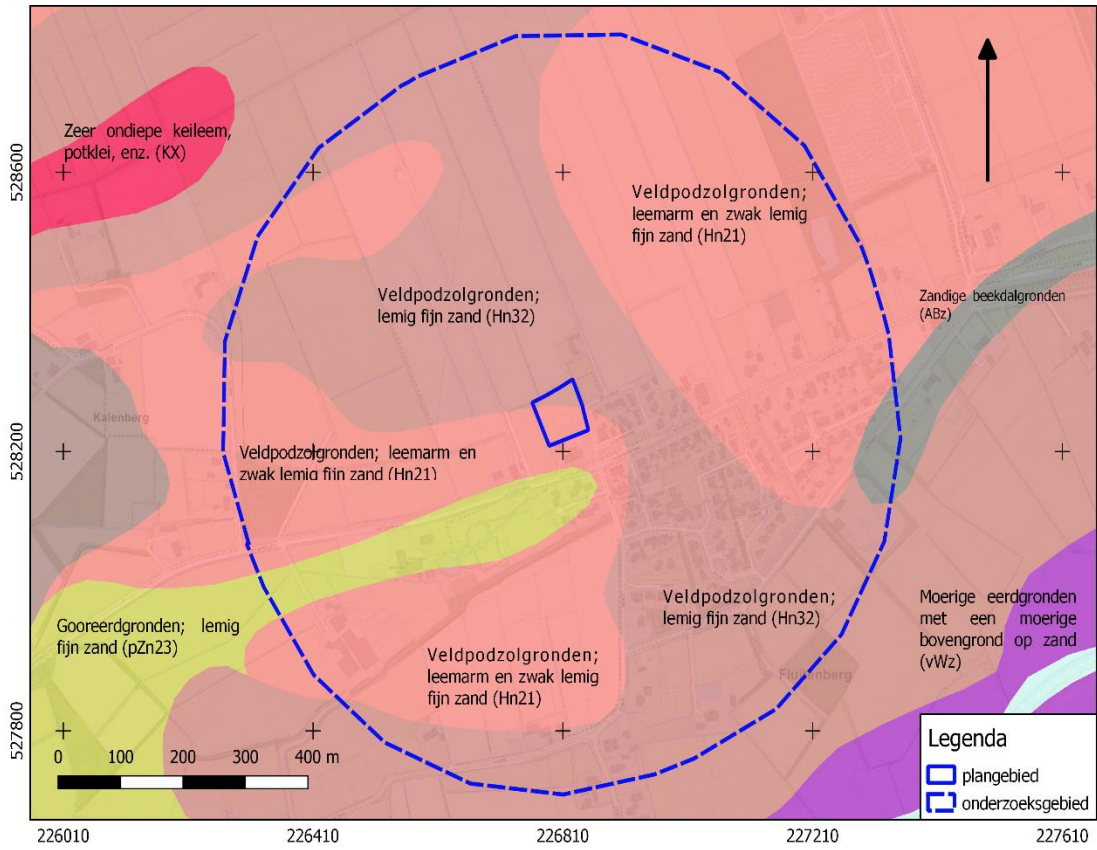 Zeer ondiepe keileem,
potklei, enz. (KX)
528600
Veldpodzolgronden;
leemarm en zwak lemig
fijn zand (Hn21)
Veldpodzolgronden;
lemig fijn zand (Hn32)
Zandige beekdalgronden
(ABz)
Kalenberg
528200
Veldpodzolgronden; leemarm en
zwak lemig fijn zand (Hn21)
Gooreerdgronden; lemig
fijn zand (pZn23)
Veldpodzolgronden;
lemig fijn zand (Hn32)
Moerige eerdgronden
met een moerige
bovengrond op zand
(vWz)
Veldpodzolgronden;
leemarm en zwak lemig
fijn zand (Hn21)
527800
0 100 200 300 400 m
Legenda
plangebied
onderzoeksgebied
226010 226410 226810 227210 227610